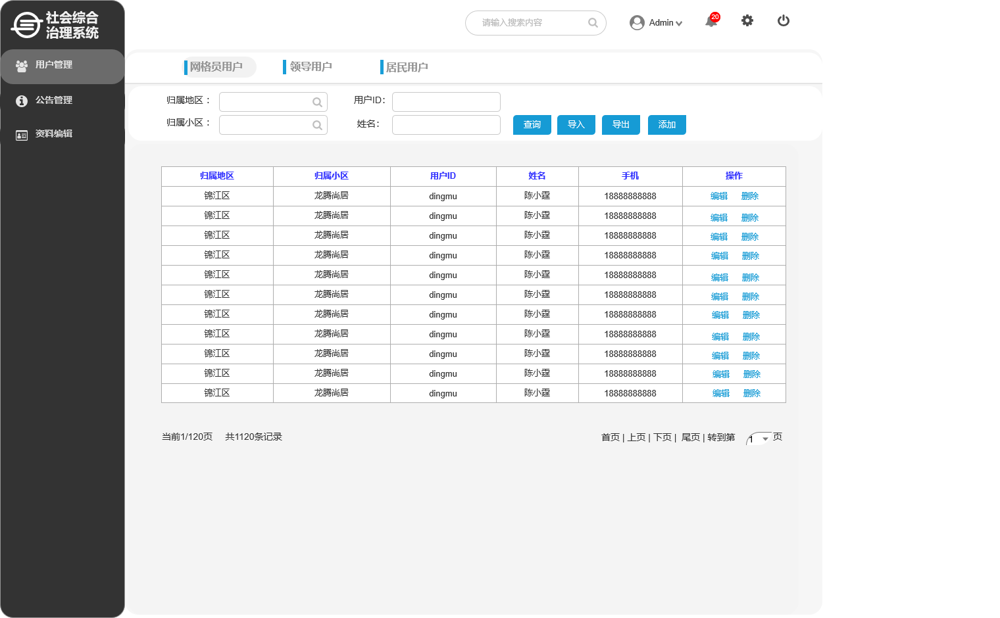 社会综合
治理系统
请输入搜索内容
Admin
20
用户管理
公告管理
资料编辑
网格员用户 领导用户 居民用户
归属地区： 用户ID：
归属小区： 姓名： 查询 导入 导出 添加
归属地区 归属小区 用户ID 姓名 手机 操作
锦江区 龙腾尚居 dingmu 陈小霆 18888888888 编辑 删除
锦江区 龙腾尚居 dingmu 陈小霆 18888888888 编辑 删除
锦江区 龙腾尚居 dingmu 陈小霆 18888888888 编辑 删除
锦江区 龙腾尚居 dingmu 陈小霆 18888888888 编辑 删除
锦江区 龙腾尚居 dingmu 陈小霆 18888888888 编辑 删除
锦江区 龙腾尚居 dingmu 陈小霆 18888888888 编辑 删除
锦江区 龙腾尚居 dingmu 陈小霆 18888888888 编辑 删除
锦江区 龙腾尚居 dingmu 陈小霆 18888888888 编辑 删除
锦江区 龙腾尚居 dingmu 陈小霆 18888888888 编辑 删除
锦江区 龙腾尚居 dingmu 陈小霆 18888888888 编辑 删除
锦江区 龙腾尚居 dingmu 陈小霆 18888888888 编辑 删除
当前1/120页 共1120条记录 首页 | 上页 | 下页 | 尾页 | 转到第 1 页